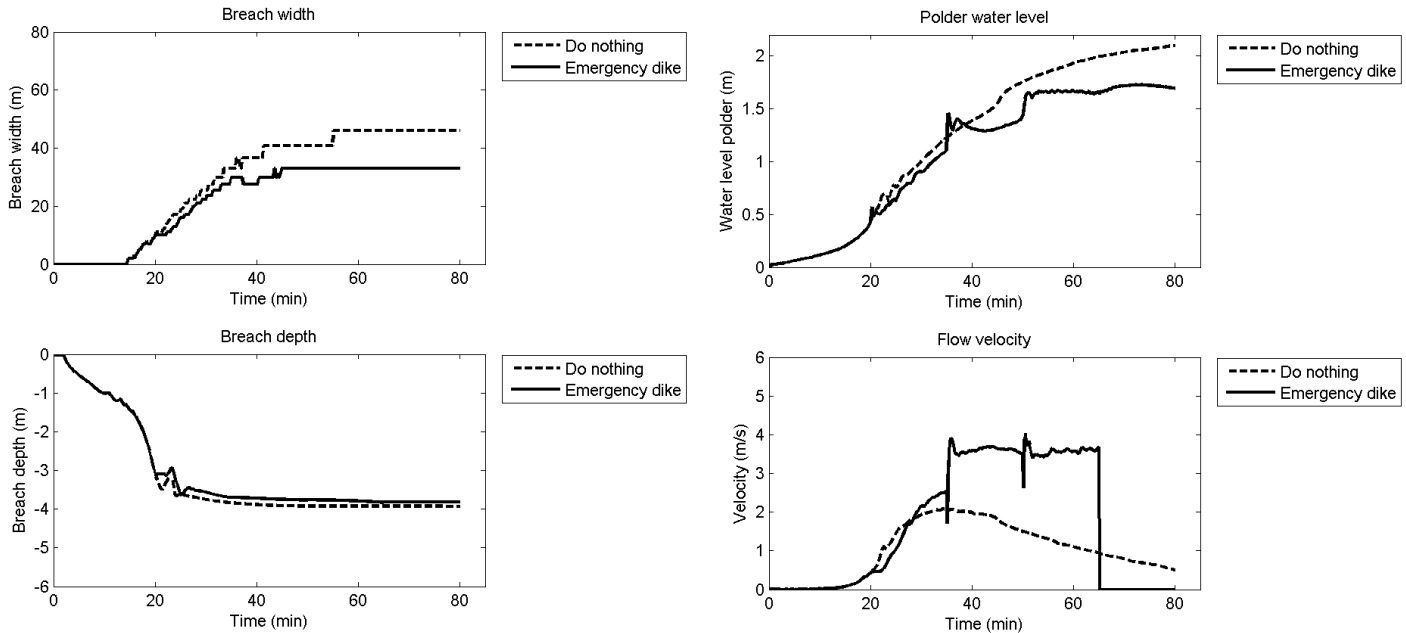 Breach width
80
60
40
20
0
0 20 40 60 80
Breach width (m)
Time (min)
Do nothing
Emergency dike
Polder water level
2
1.5
1
0.5
0
0 20 40 60 80
Water level polder (m)
Time (min)
Do nothing
Emergency dike
Breach depth
0
-1
-2
-3
-4
-5
-6
0 20 40 60 80
Breach depth (m)
Time (min)
Do nothing
Emergency dike
Flow velocity
6
5
4
3
2
1
0
0 20 40 60 80
Velocity (m/s)
Time (min)
Do nothing
Emergency dike